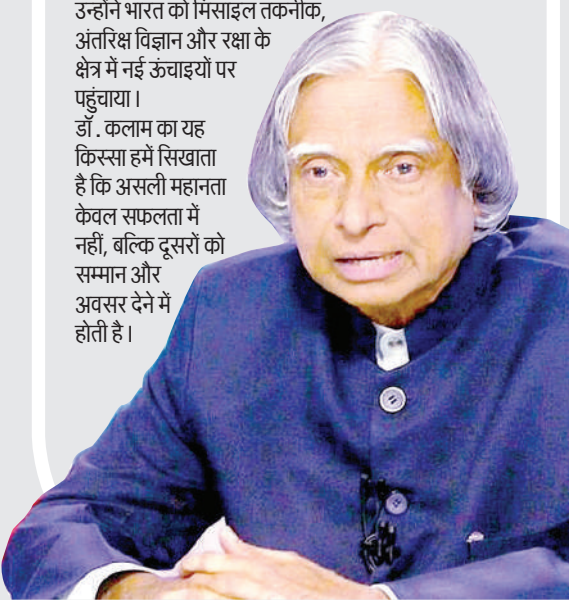 उन्होंने भारत को मिसाइल तकनीक,
अंतरिक्ष विज्ञान और रक्षा के
क्षेत्र में नई ऊंचाइयों पर
पहुंचाया।
डॉ. कलाम का यह
किस्सा हमें सिखाता
है कि असली महानता
केवल सफलता में
नहीं, बल्कि दूसरों को
सम्मान और
अवसर देने में
होती है।